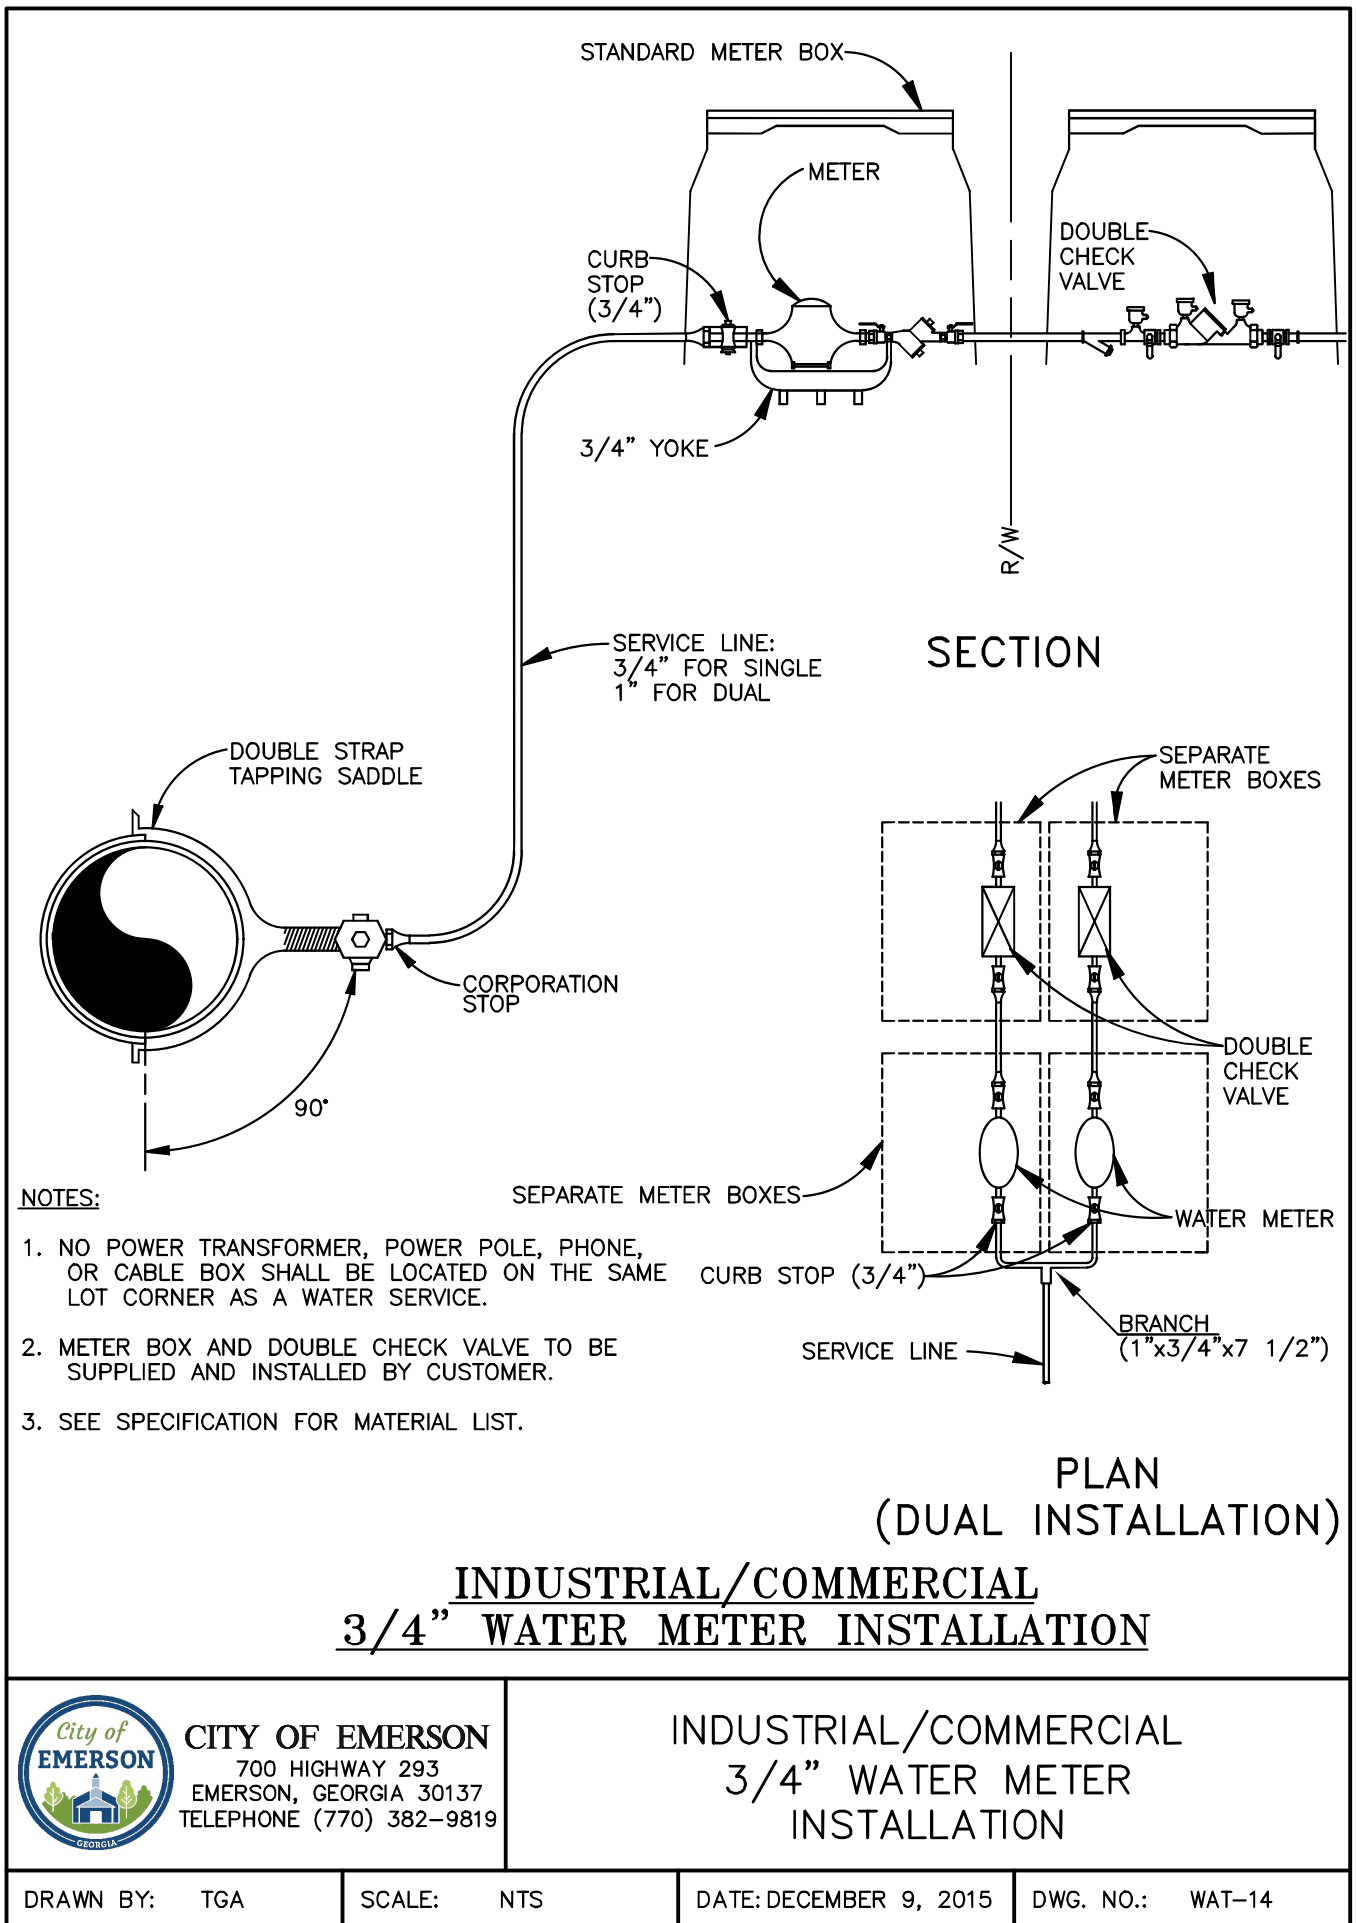 STANDARD METER BOX
METER
CURB
STOP
(3/4")
DOUBLE
CHECK
VALVE
3/4" YOKE
R/W
SERVICE LINE:
3/4" FOR SINGLE
1" FOR DUAL
SECTION
DOUBLE STRAP
TAPPING SADDLE
CORPORATION
STOP
90°
SEPARATE
METER BOXES
DOUBLE
CHECK
VALVE
SEPARATE METER BOXES
WATER METER
CURB STOP (3/4")
BRANCH
(1"x3/4"x7 1/2")
SERVICE LINE
NOTES:
1. NO POWER TRANSFORMER, POWER POLE, PHONE,
OR CABLE BOX SHALL BE LOCATED ON THE SAME
LOT CORNER AS A WATER SERVICE.
2. METER BOX AND DOUBLE CHECK VALVE TO BE
SUPPLIED AND INSTALLED BY CUSTOMER.
3. SEE SPECIFICATION FOR MATERIAL LIST.
PLAN
(DUAL INSTALLATION)
INDUSTRIAL/COMMERCIAL
3/4" WATER METER INSTALLATION
City of
EMERSON
GEORGIA
CITY OF EMERSON
700 HIGHWAY 293
EMERSON, GEORGIA 30137
TELEPHONE (770) 382-9819
INDUSTRIAL/COMMERCIAL
3/4" WATER METER
INSTALLATION
DRAWN BY: TGA
SCALE: NTS
DATE: DECEMBER 9, 2015
DWG. NO.: WAT-14